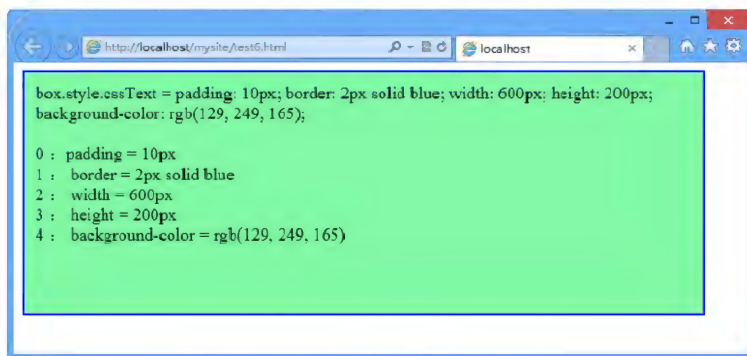 http://localhost/mysite/test6.html
localhost
box.style.cssText = padding: 10px; border: 2px solid blue; width: 600px; height: 200px;
background-color: rgb(129, 249, 165);
0 : padding = 10px
1 : border = 2px solid blue
2 : width = 600px
3 : height = 200px
4 : background-color = rgb(129, 249, 165)